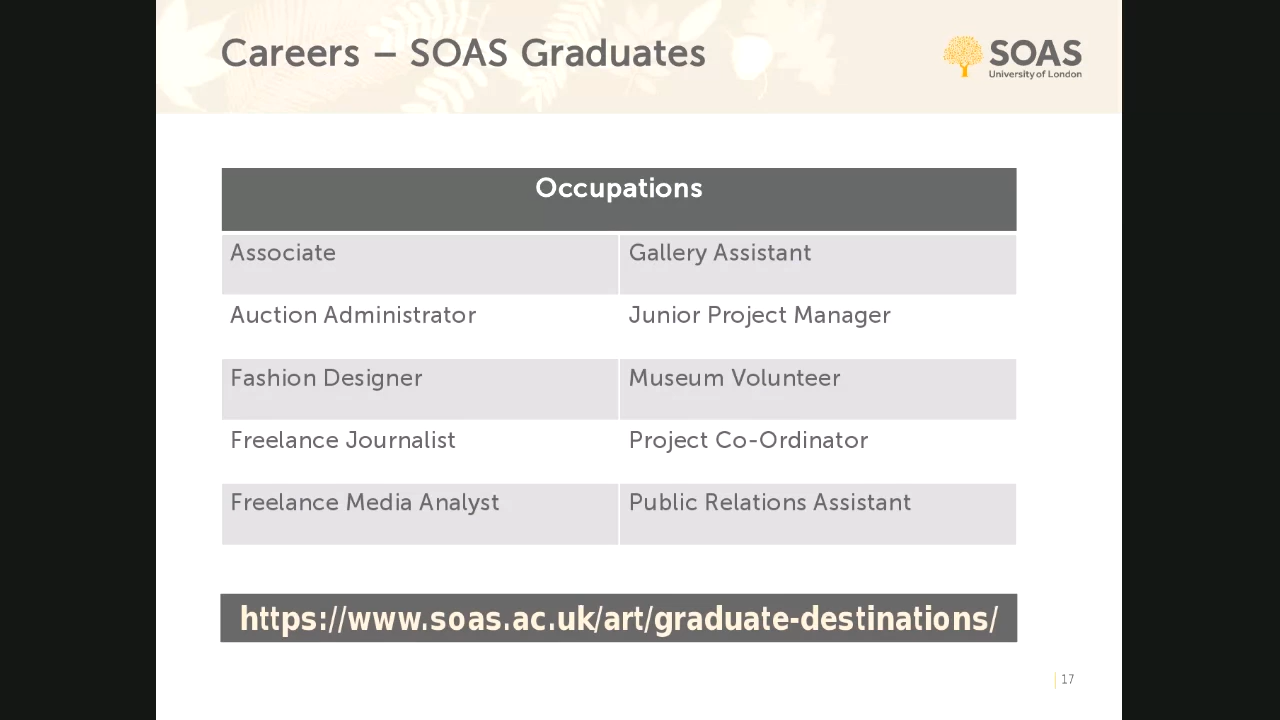 Careers – SOAS Graduates
SOAS
University of London
Occupations
Associate
Gallery Assistant
Auction Administrator
Junior Project Manager
Fashion Designer
Museum Volunteer
Freelance Journalist
Project Co-Ordinator
Freelance Media Analyst
Public Relations Assistant
https://www.soas.ac.uk/art/graduate-destinations/
17